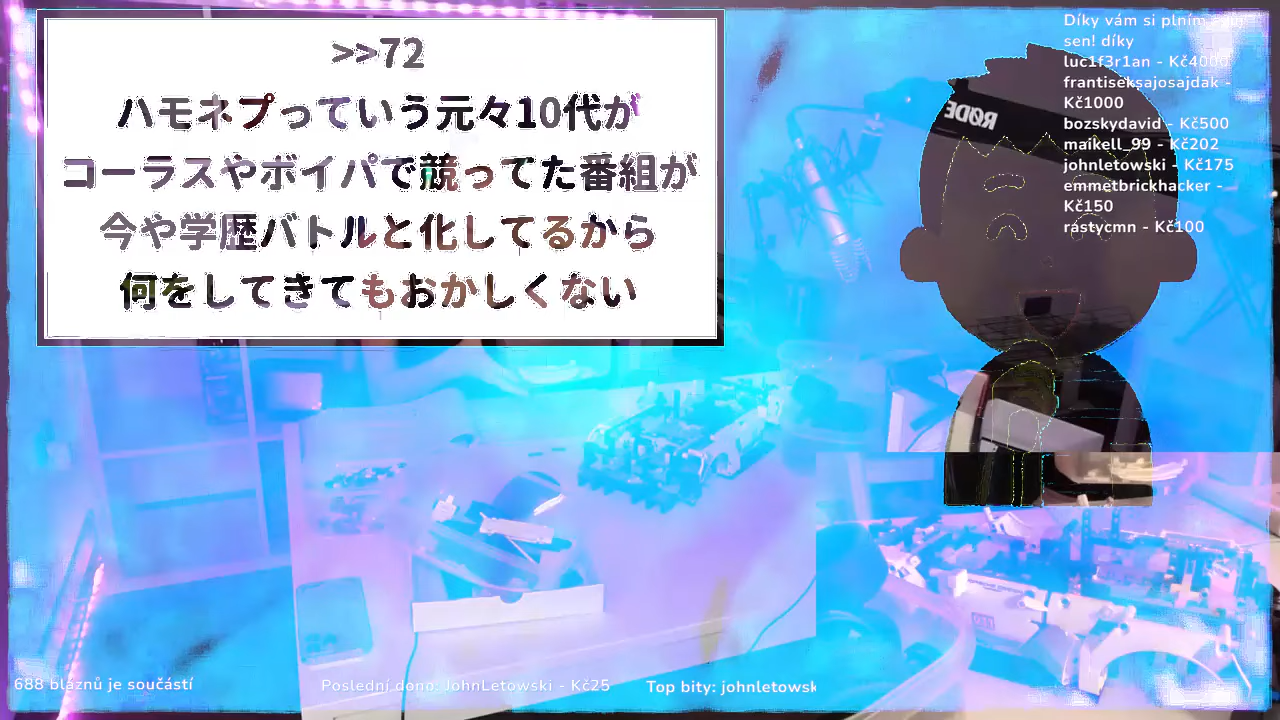 >>72
ハモネプっていう元々10代が
コーラスやボイパで競ってた番組が
今や学歴バトルと化してるから
何をしてきてもおかしくない
Díky vám si plním
sen! díky
luc1f3r1an - Kč4000
frantiseksajosajdak -
Kč1000
bozskydavid - Kč500
maikell_99 - Kč202
johnletowski - Kč175
emmetbrickhacker -
Kč150
rastycmn - Kč100
RØDE
688 bláznů je součástí
Poslední dono: JohnLetowski - Kč25
Top bity: johnletowsk